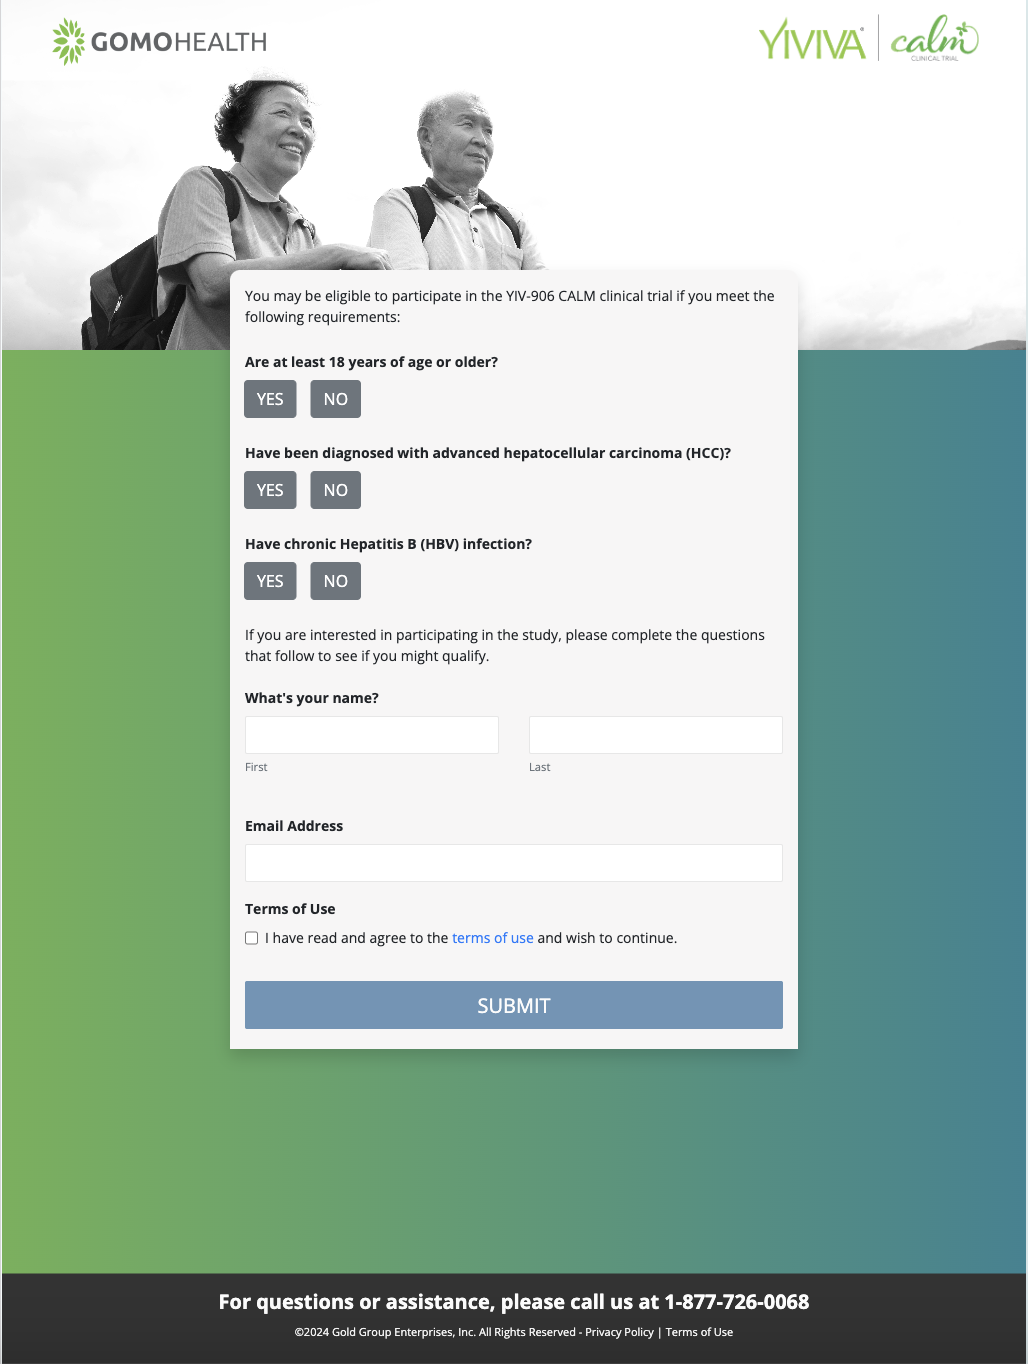 GOMOHEALTH
YIVIVA® calm
CLINICAL TRIAL
You may be eligible to participate in the YIV-906 CALM clinical trial if you meet the
following requirements:
Are at least 18 years of age or older?
YES NO
Have been diagnosed with advanced hepatocellular carcinoma (HCC)?
YES NO
Have chronic Hepatitis B (HBV) infection?
YES NO
If you are interested in participating in the study, please complete the questions
that follow to see if you might qualify.
What's your name?
First Last
Email Address
Terms of Use
I have read and agree to the terms of use and wish to continue.
SUBMIT
For questions or assistance, please call us at 1-877-726-0068
©2024 Gold Group Enterprises, Inc. All Rights Reserved - Privacy Policy | Terms of Use